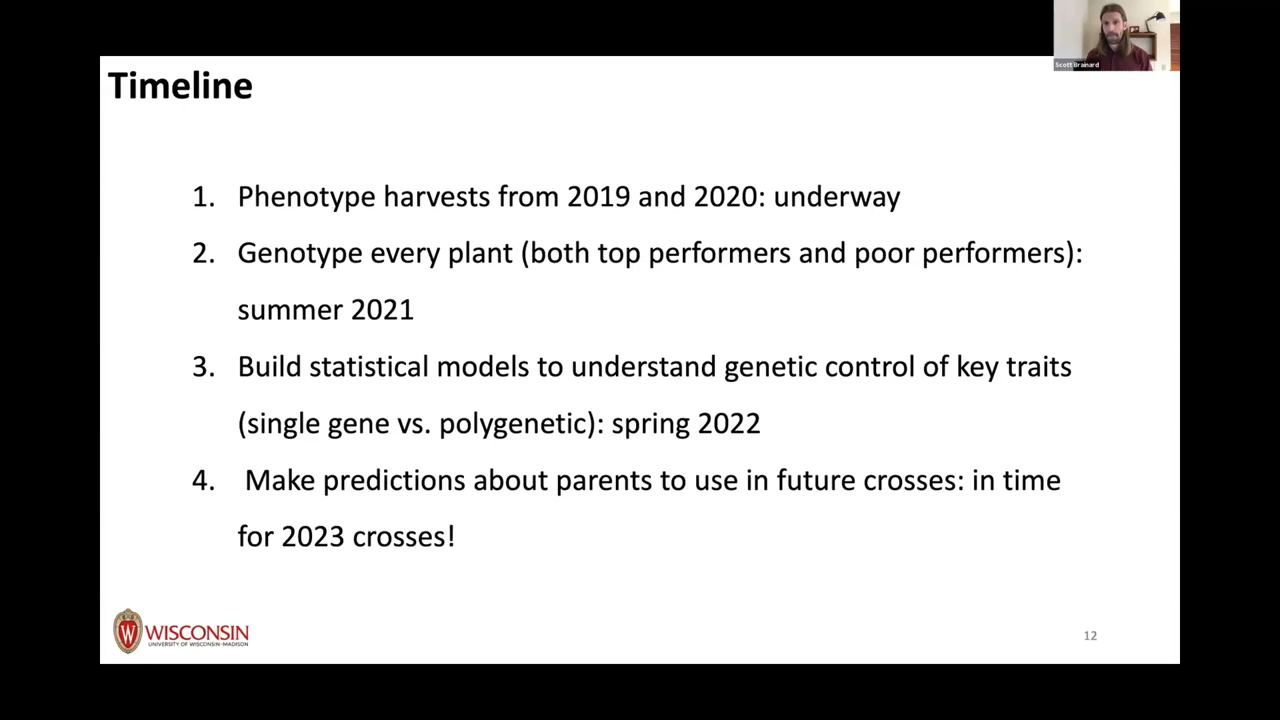 Scott Brainard
Timeline
1. Phenotype harvests from 2019 and 2020: underway
2. Genotype every plant (both top performers and poor performers):
summer 2021
3. Build statistical models to understand genetic control of key traits
(single gene vs. polygenetic): spring 2022
4. Make predictions about parents to use in future crosses: in time
for 2023 crosses!
W
WISCONSIN
UNIVERSITY OF WISCONSIN–MADISON
12